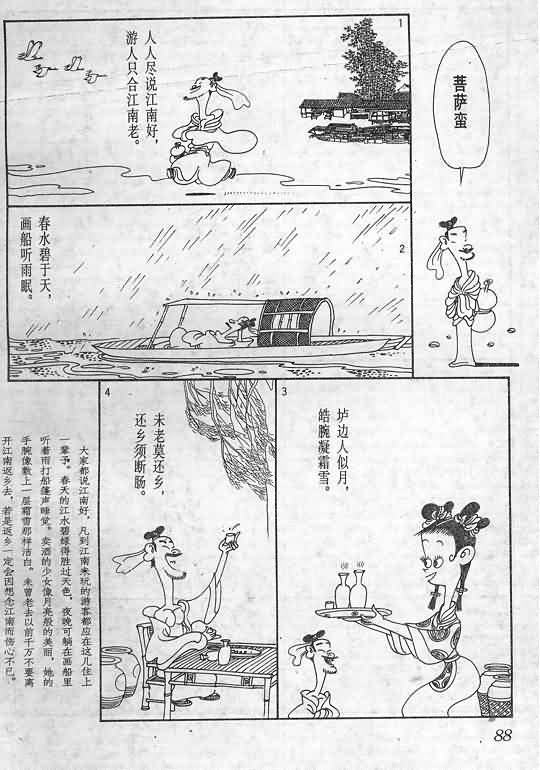 菩萨蛮
1
人人尽说江南好，
游人只合江南老。
2
春水碧于天，
画船听雨眠。
3
垆边人似月，
皓腕凝霜雪。
4
未老莫还乡，
还乡须断肠。
大家都说江南好，凡到江南来玩的游客都应在这儿住上
一辈子。春天的江水碧绿得胜过天色，夜晚可躺在画船里
听着雨打船篷声睡觉。卖酒的少女像月亮般的美丽，她的
手腕像敷上一层霜雪那样洁白。未曾老去以前千万不要离
开江南返乡去，若是返乡一定会因想念江南而伤心不已。
88